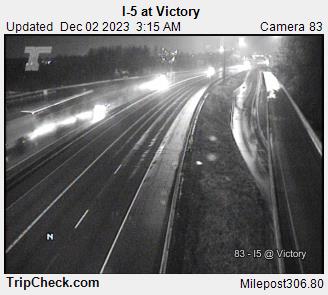 I-5 at Victory
Updated  Dec 02 2023  3:15 AM
Camera 83
T
N
83 - I5 @ Victory
TripCheck.com
Milepost306.80